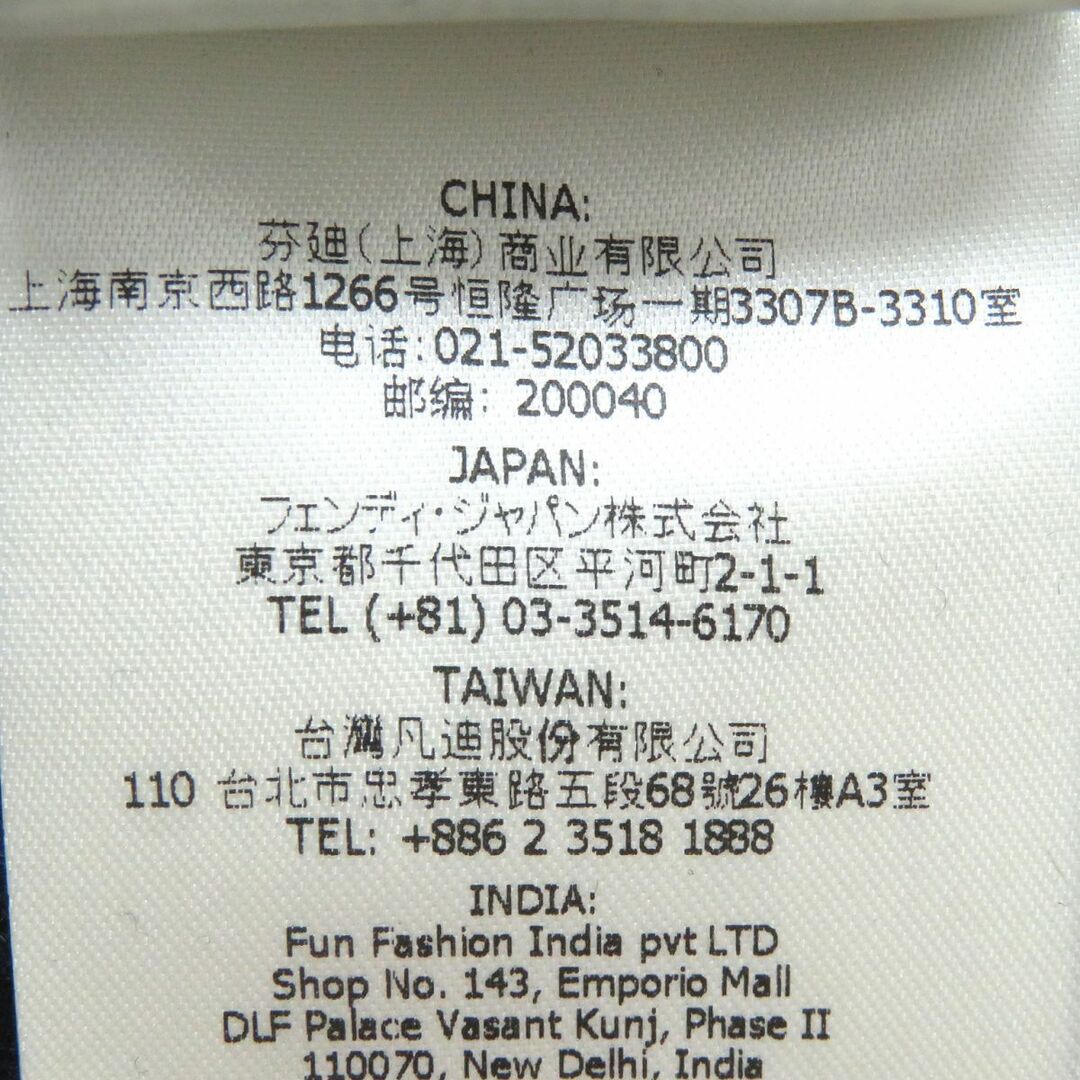 CHINA:
芬廸(上海)商业有限公司
上海南京西路1266号恒隆广场一期3307B-3310室
电话:021-52033800
邮编: 200040
JAPAN:
フェンディ・ジャパン株式会社
東京都千代田区平河町2-1-1
TEL (+81) 03-3514-6170
TAIWAN:
台灣凡迪股份有限公司
110 台北市忠孝東路五段68號26樓A3室
TEL: +886 2 3518 1888
INDIA:
Fun Fashion India pvt LTD
Shop No. 143, Emporio Mall
DLF Palace Vasant Kunj, Phase II
110070, New Delhi, India